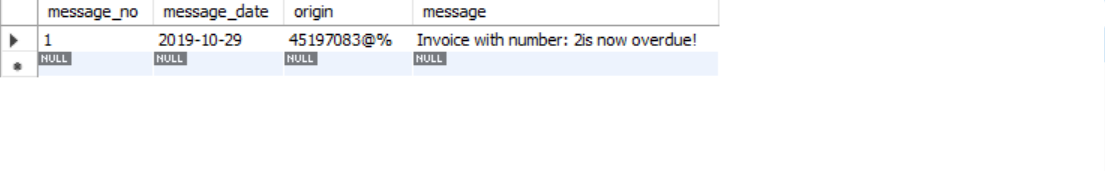 message_no message_date origin message
1 2019-10-29 45197083@% Invoice with number: 2is now overdue!
NULL NULL NULL NULL